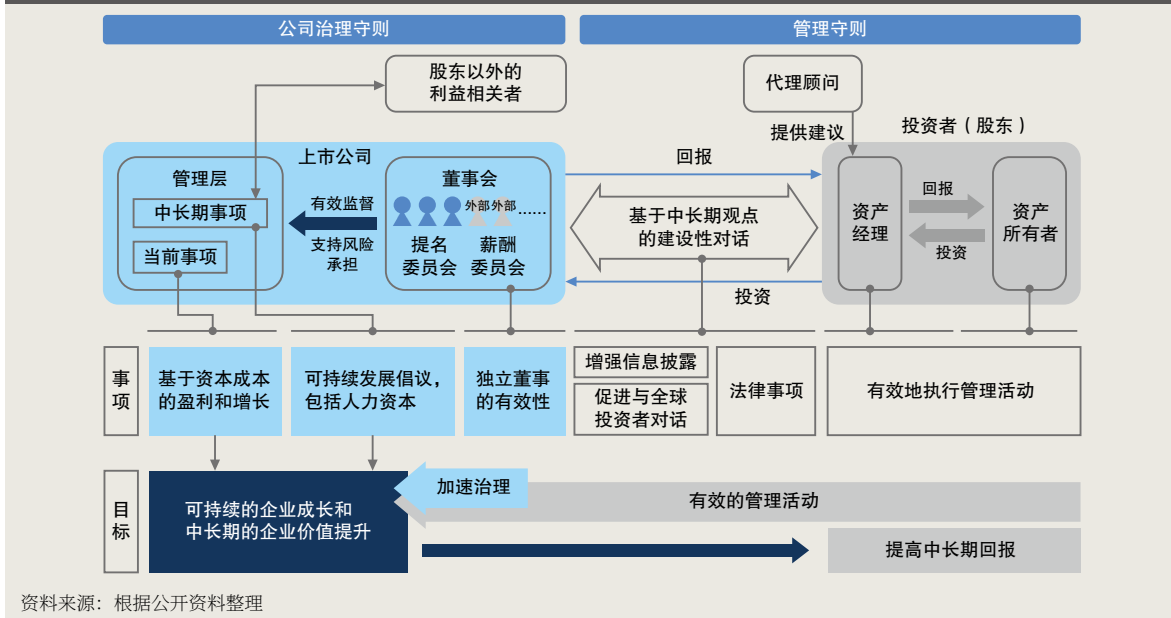 公司治理守则
管理守则
股东以外的
利益相关者
代理顾问
提供建议
投资者（股东）
上市公司
管理层
中长期事项
当前事项
有效监督
支持风险
承担
董事会
外部 外部 ……
提名
委员会
薪酬
委员会
回报
基于中长期观点
的建设性对话
投资
资产
经理
回报
投资
资产
所有者
事
项
基于资本成本
的盈利和增长
可持续发展倡议，
包括人力资本
独立董事
的有效性
增强信息披露
促进与全球
投资者对话
法律事项
有效地执行管理活动
目
标
可持续的企业成长和
中长期的企业价值提升
加速治理
有效的管理活动
提高中长期回报
资料来源：根据公开资料整理